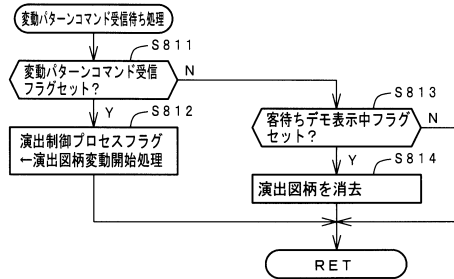 変動パターンコマンド受信待ち処理
S811
変動パターンコマンド受信
フラグセット?
N
Y
S812
演出制御プロセスフラグ
←演出図柄変動開始処理
S813
客待ちデモ表示中フラグ
セット?
N
Y
S814
演出図柄を消去
RET